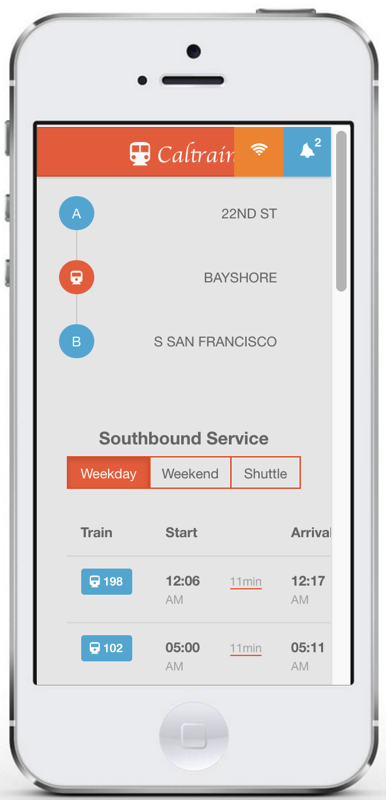 Caltrain
2
A 22ND ST
BAYSHORE
B S SAN FRANCISCO
Southbound Service
Weekday Weekend Shuttle
Train Start Arrival
198 12:06 11min 12:17
AM AM
102 05:00 11min 05:11
AM AM